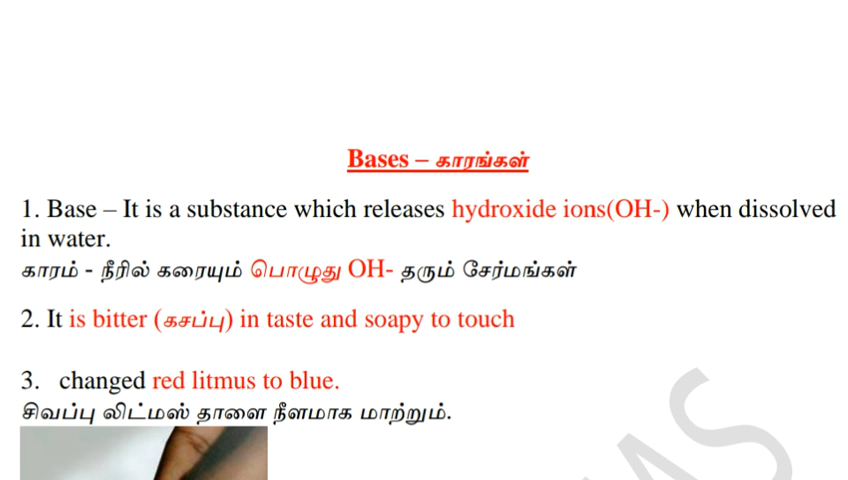 Bases – காரங்கள்
1. Base – It is a substance which releases hydroxide ions(OH-) when dissolved
in water.
காரம் - நீரில் கரையும் பொழுது OH- தரும் சேர்மங்கள்
2. It is bitter (கசப்பு) in taste and soapy to touch
3. changed red litmus to blue.
சிவப்பு லிட்மஸ் தாளை நீளமாக மாற்றும்.